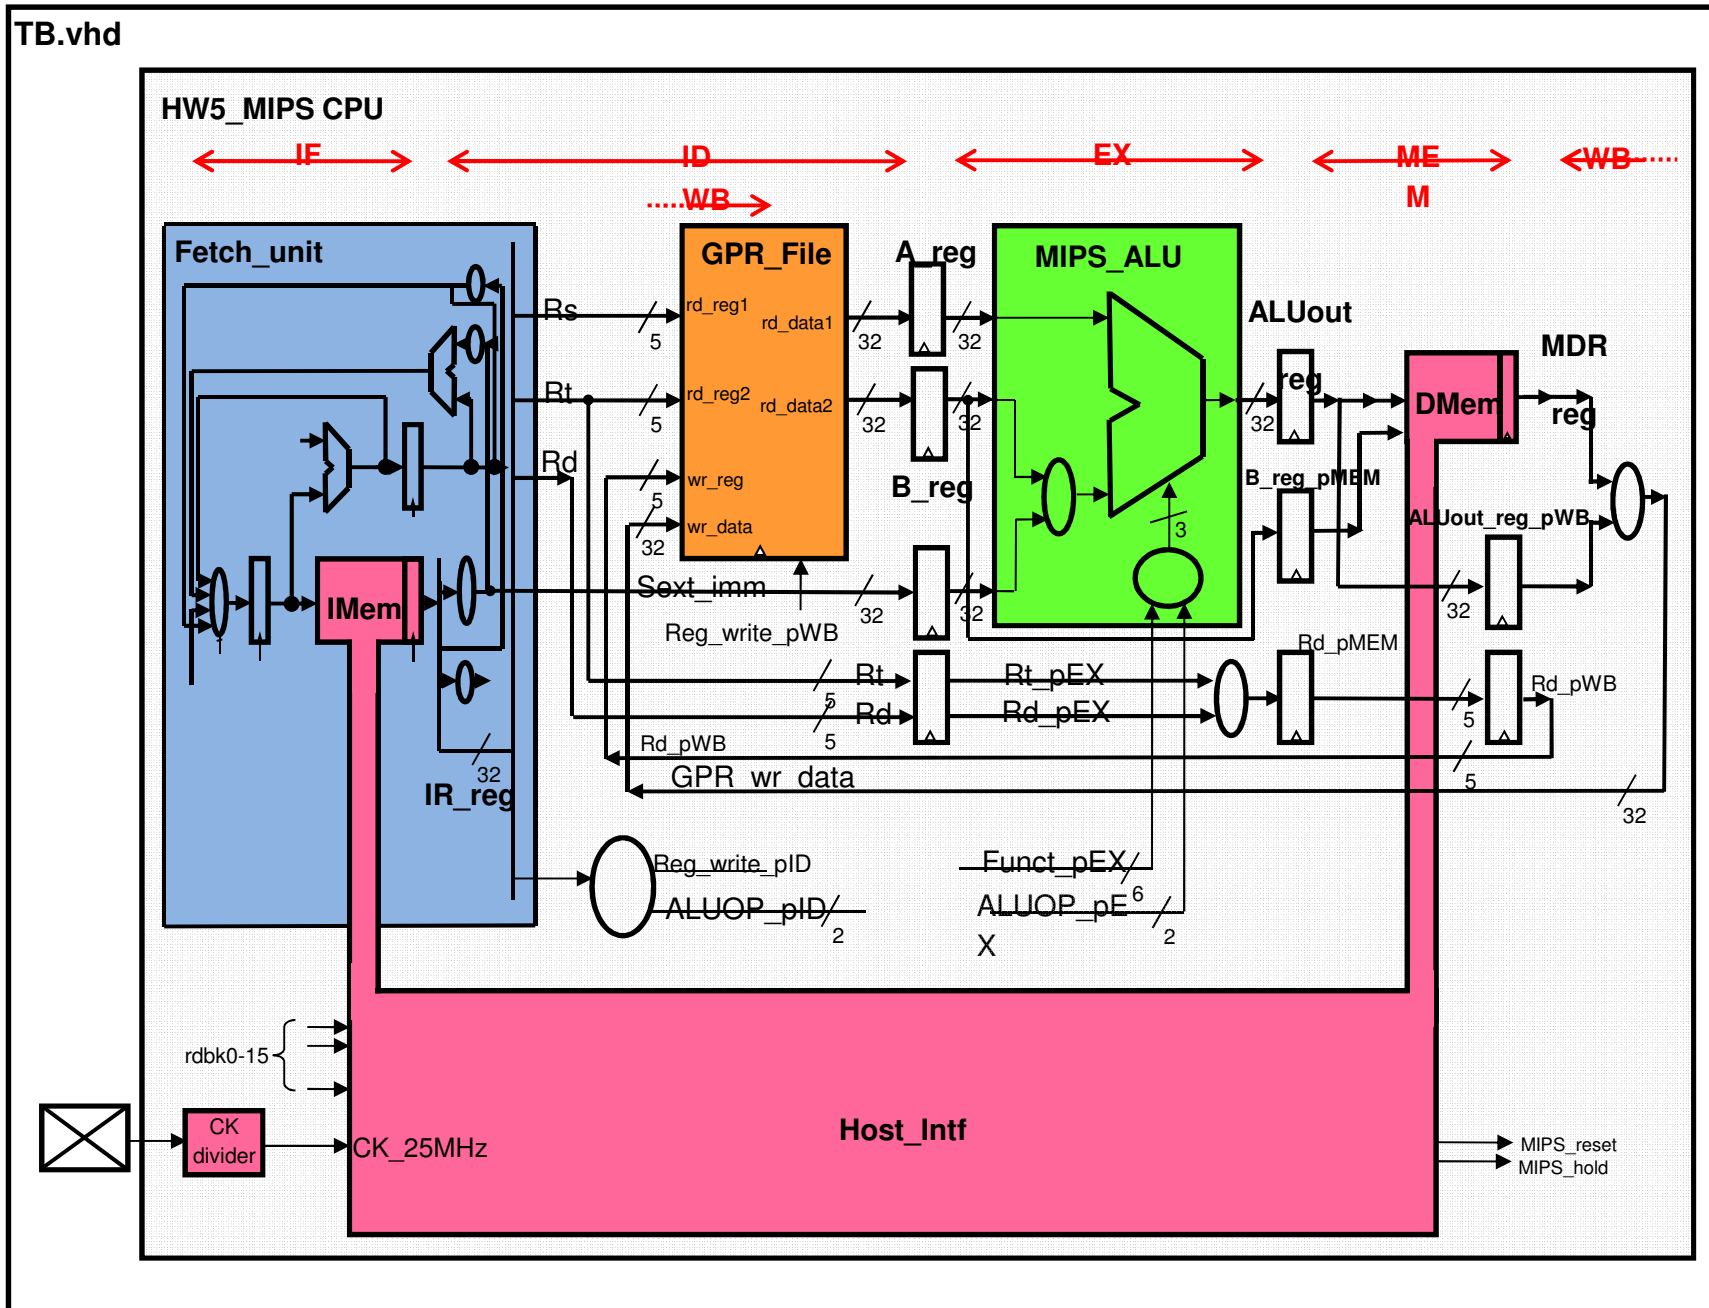 TB.vhd
HW5_MIPS CPU
IF
ID
EX
ME
M
WB
WB
Fetch_unit
GPR_File
A_reg
MIPS_ALU
ALUout
reg
MDR
reg
Rs
5
rd_reg1
rd_data1
32
32
Rt
5
rd_reg2
rd_data2
32
32
32
DMem
Rd
5
wr_reg
B_reg
B_reg_pMEM
32
wr_data
3
ALUout_reg_pWB
IMem
Sext_imm
32
32
32
Reg_write_pWB
Rd_pMEM
5
Rt
Rt_pEX
Rd_pWB
5
Rd
Rd_pEX
5
Rd_pWB
5
32
GPR_wr_data
32
IR_reg
Reg_write_pID
Funct_pEX
6
ALUOP_pID
2
ALUOP_pE
X
2
rdbk0-15
CK
divider
CK_25MHz
Host_Intf
MIPS_reset
MIPS_hold